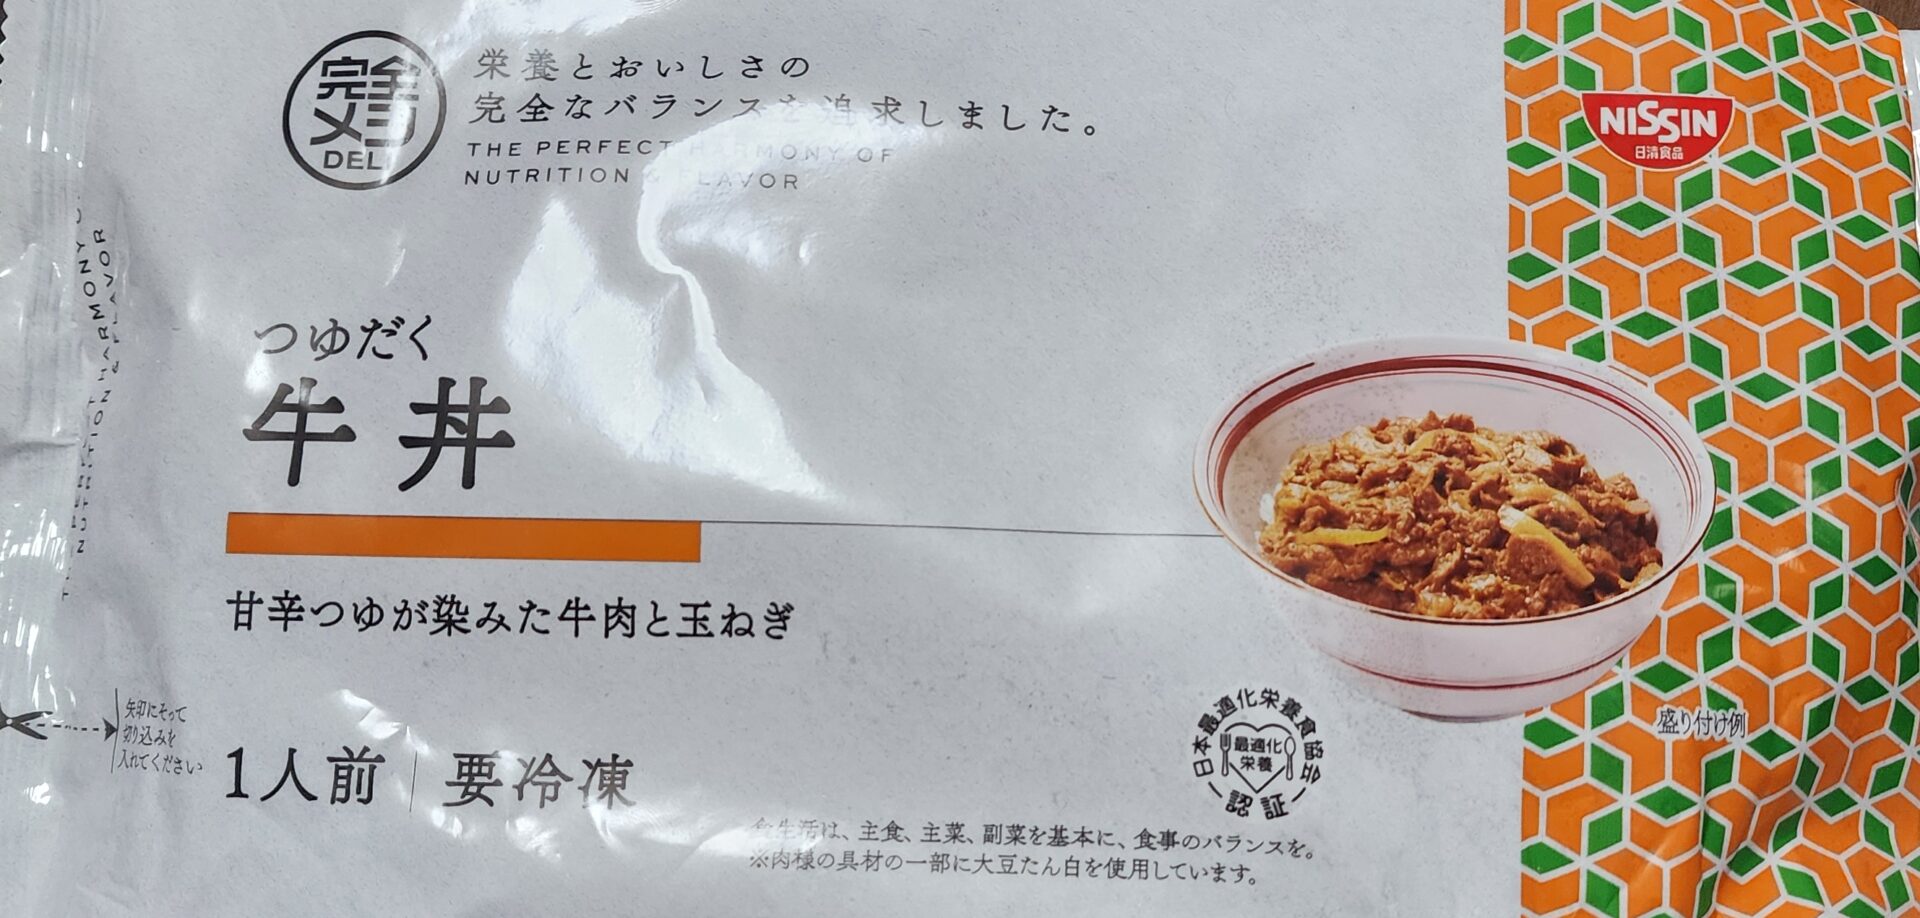 完全メシ
DELI
栄養とおいしさの
完全なバランスを追求しました。
THE PERFECT HARMONY OF
NUTRITION & FLAVOR
NISSIN
日清食品
つゆだく
牛丼
甘辛つゆが染みた牛肉と玉ねぎ
矢印にそって
切り込みを
入れてください
1人前 | 要冷凍
日本最適化栄養食協会
最適化
栄養
認証
盛り付け例
食生活は、主食、主菜、副菜を基本に、食事のバランスを。
※肉様の具材の一部に大豆たん白を使用しています。